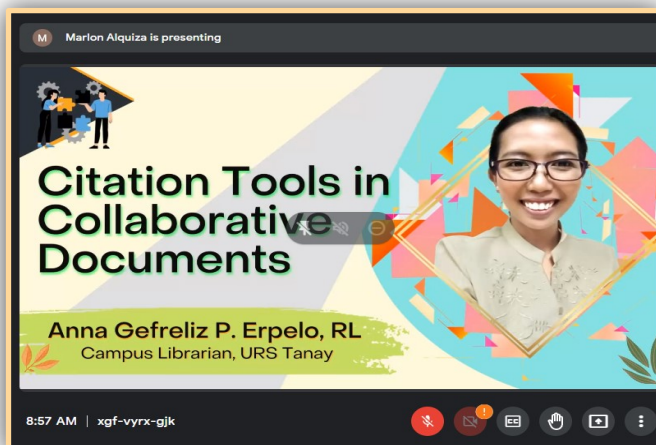 M Marlon Alquiza is presenting
Citation Tools in
Collaborative
Documents
Anna Gefreliz P. Erpelo, RL
Campus Librarian, URS Tanay
8:57 AM | xgf-vyrx-gjk
! CC